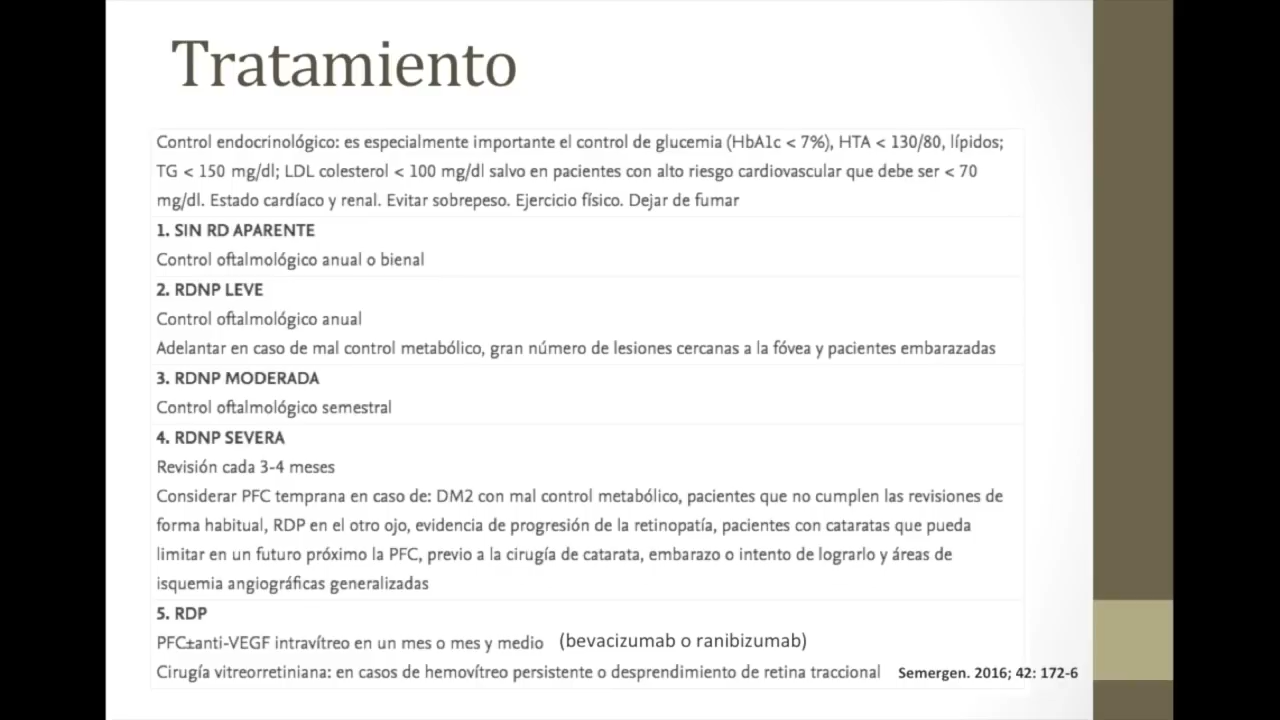 Tratamiento
Control endocrinológico: es especialmente importante el control de glucemia (HbA1c < 7%), HTA < 130/80, lípidos;
TG < 150 mg/dl; LDL colesterol < 100 mg/dl salvo en pacientes con alto riesgo cardiovascular que debe ser < 70
mg/dl. Estado cardíaco y renal. Evitar sobrepeso. Ejercicio físico. Dejar de fumar
1. SIN RD APARENTE
Control oftalmológico anual o bienal
2. RDNP LEVE
Control oftalmológico anual
Adelantar en caso de mal control metabólico, gran número de lesiones cercanas a la fóvea y pacientes embarazadas
3. RDNP MODERADA
Control oftalmológico semestral
4. RDNP SEVERA
Revisión cada 3-4 meses
Considerar PFC temprana en caso de: DM2 con mal control metabólico, pacientes que no cumplen las revisiones de
forma habitual, RDP en el otro ojo, evidencia de progresión de la retinopatía, pacientes con cataratas que pueda
limitar en un futuro próximo la PFC, previo a la cirugía de catarata, embarazo o intento de lograrlo y áreas de
isquemia angiográficas generalizadas
5. RDP
PFC±anti-VEGF intravítreo en un mes o mes y medio (bevacizumab o ranibizumab)
Cirugía vitreorretiniana: en casos de hemovítreo persistente o desprendimiento de retina traccional Semergen. 2016; 42: 172-6